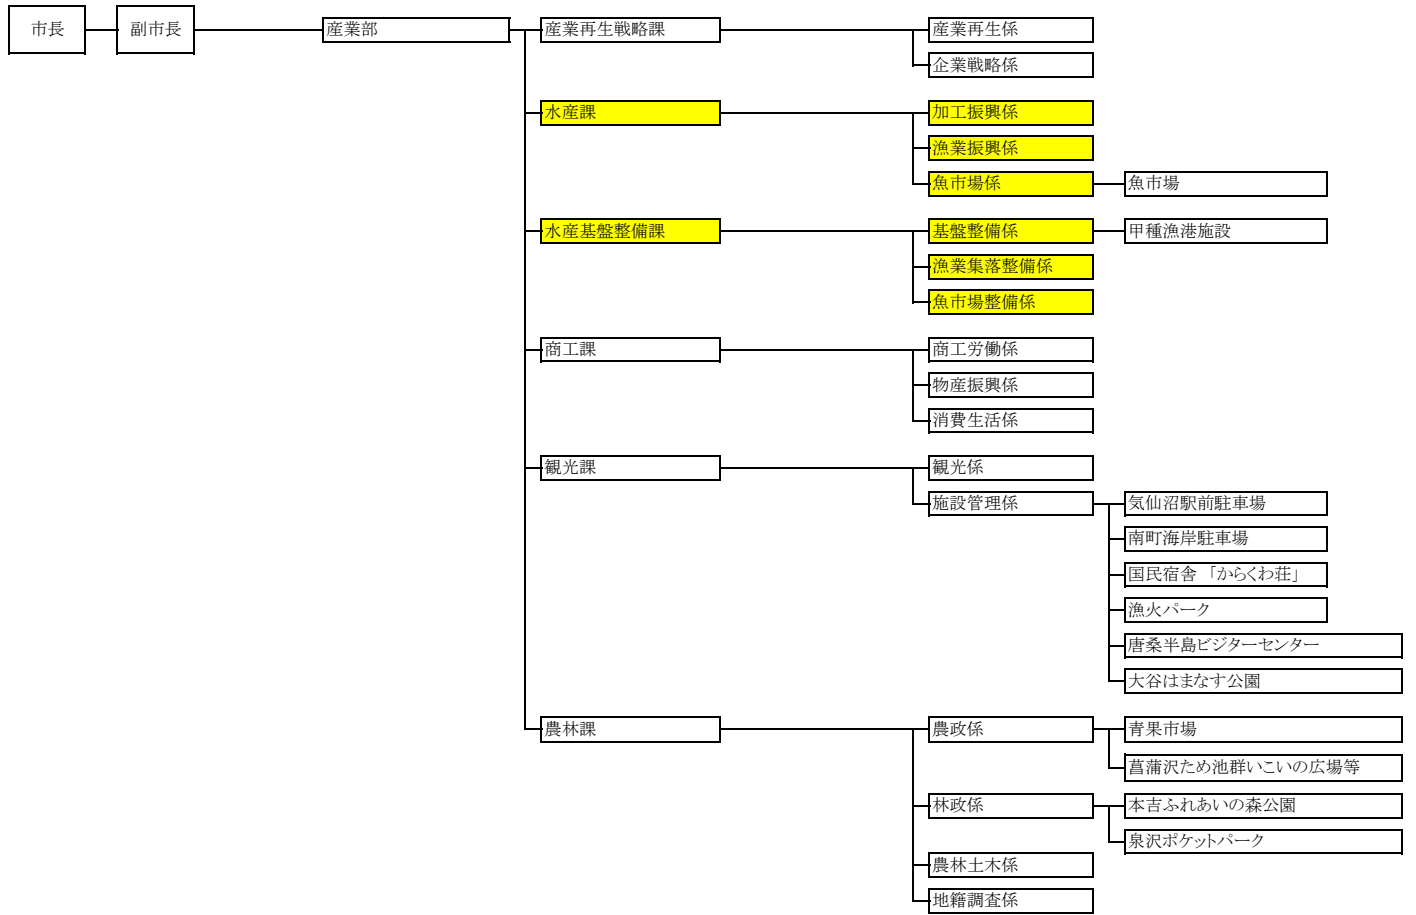 市長
副市長
産業部
産業再生戦略課
産業再生係
企業戦略係
水産課
加工振興係
漁業振興係
魚市場係
魚市場
水産基盤整備課
基盤整備係
甲種漁港施設
漁業集落整備係
魚市場整備係
商工課
商工労働係
物産振興係
消費生活係
観光課
観光係
施設管理係
気仙沼駅前駐車場
南町海岸駐車場
国民宿舎　「からくわ荘」
漁火パーク
唐桑半島ビジターセンター
大谷はまなす公園
農林課
農政係
青果市場
菖蒲沢ため池群いこいの広場等
林政係
本吉ふれあいの森公園
泉沢ポケットパーク
農林土木係
地籍調査係